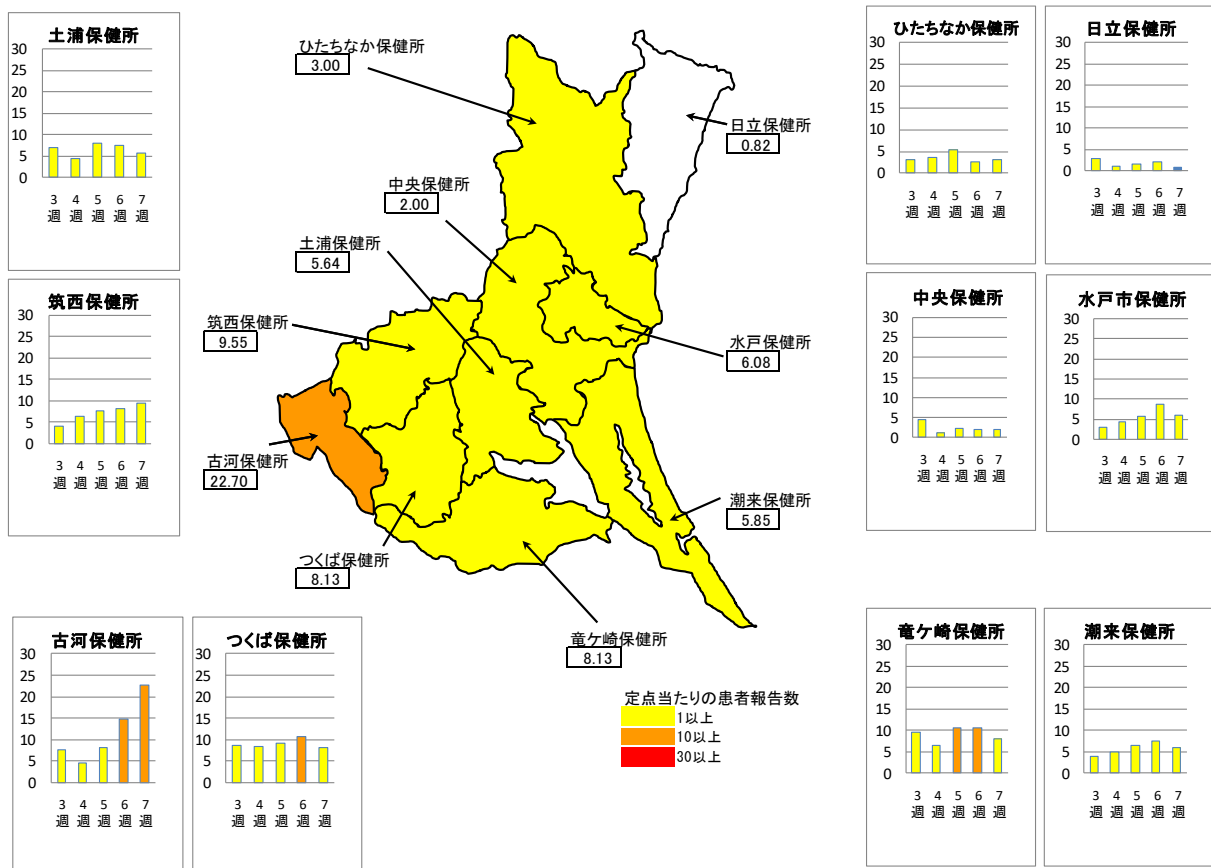 土浦保健所
30
25
20
15
10
5
0
3 4 5 6 7
週 週 週 週 週
筑西保健所
30
25
20
15
10
5
0
3 4 5 6 7
週 週 週 週 週
古河保健所
30
25
20
15
10
5
0
3 4 5 6 7
週 週 週 週 週
つくば保健所
30
25
20
15
10
5
0
3 4 5 6 7
週 週 週 週 週
ひたちなか保健所
3.00
日立保健所
0.82
中央保健所
2.00
土浦保健所
5.64
筑西保健所
9.55
水戸保健所
6.08
古河保健所
22.70
潮来保健所
5.85
つくば保健所
8.13
竜ケ崎保健所
8.13
定点当たりの患者報告数
1以上
10以上
30以上
ひたちなか保健所
30
25
20
15
10
5
0
3 4 5 6 7
週 週 週 週 週
日立保健所
30
25
20
15
10
5
0
3 4 5 6 7
週 週 週 週 週
中央保健所
30
25
20
15
10
5
0
3 4 5 6 7
週 週 週 週 週
水戸市保健所
30
25
20
15
10
5
0
3 4 5 6 7
週 週 週 週 週
竜ケ崎保健所
30
25
20
15
10
5
0
3 4 5 6 7
週 週 週 週 週
潮来保健所
30
25
20
15
10
5
0
3 4 5 6 7
週 週 週 週 週